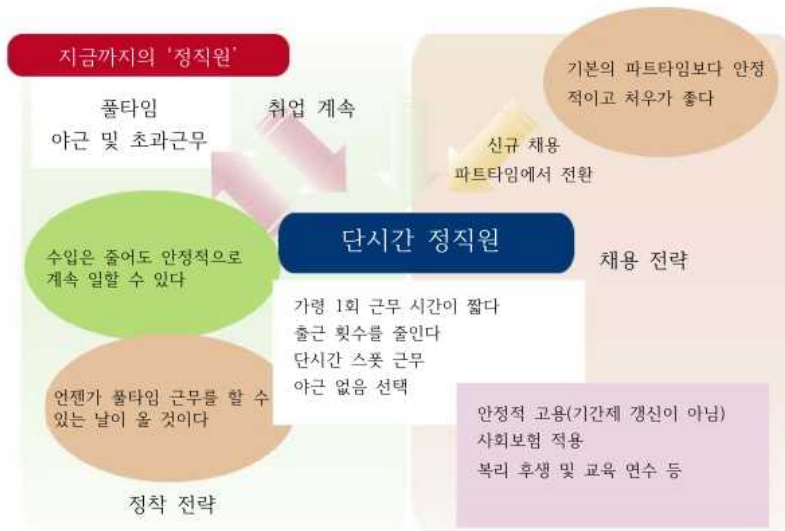 지금까지의 '정직원'
풀타임
야근 및 초과근무
취업 계속
기본의 파트타임보다 안정
적이고 처우가 좋다
신규 채용
파트타임에서 전환
수입은 줄어도 안정적으로
계속 일할 수 있다
단시간 정직원
채용 전략
가령 1회 근무 시간이 짧다
출근 횟수를 줄인다
단시간 스폿 근무
야근 없음 선택
언젠가 풀타임 근무를 할 수
있는 날이 올 것이다
안정적 고용(기간제 갱신이 아님)
사회보험 적용
복리 후생 및 교육 연수 등
정착 전략